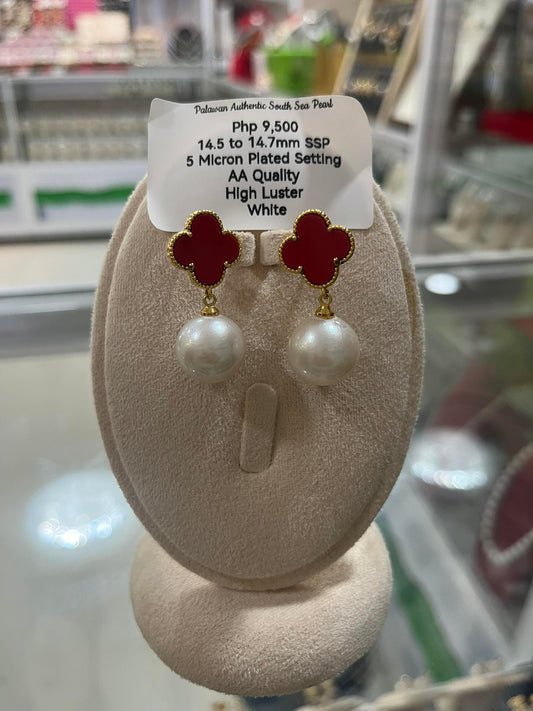 Palawan Authentic South Sea Pearl
Php 9,500
14.5 to 14.7mm SSP
5 Micron Plated Setting
AA Quality
High Luster
White